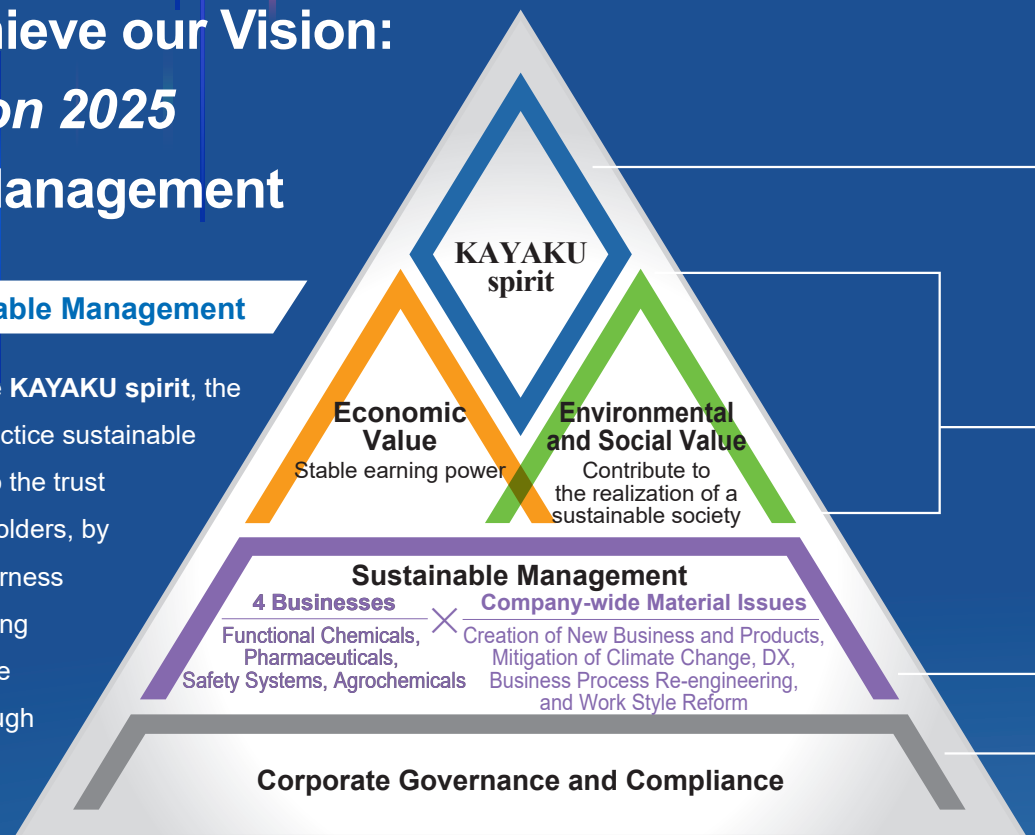 hieve our Vision:
on 2025
Management
able Management
e KAYAKU spirit, the
ctice sustainable
o the trust
olders, by
rness
ng
e
ugh
KAYAKU
spirit
Economic
Value
Stable earning power
Environmental
and Social Value
Contribute to
the realization of a
sustainable society
Sustainable Management
4 Businesses
Functional Chemicals,
Pharmaceuticals,
Safety Systems, Agrochemicals
×
Company-wide Material Issues
Creation of New Business and Products,
Mitigation of Climate Change, DX,
Business Process Re-engineering,
and Work Style Reform
Corporate Governance and Compliance